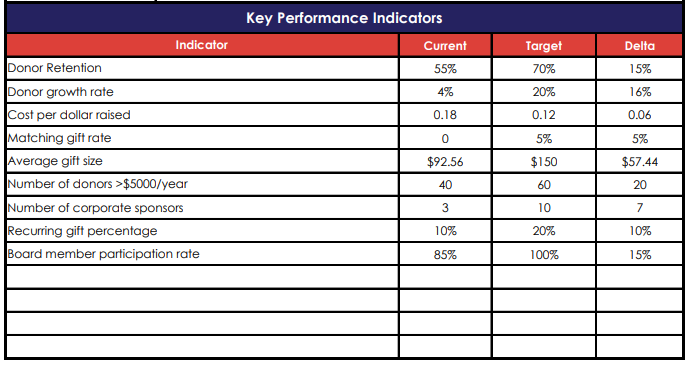 Key Performance Indicators
Indicator Current Target Delta
Donor Retention 55% 70% 15%
Donor growth rate 4% 20% 16%
Cost per dollar raised 0.18 0.12 0.06
Matching gift rate 0 5% 5%
Average gift size $92.56 $150 $57.44
Number of donors >$5000/year 40 60 20
Number of corporate sponsors 3 10 7
Recurring gift percentage 10% 20% 10%
Board member participation rate 85% 100% 15%